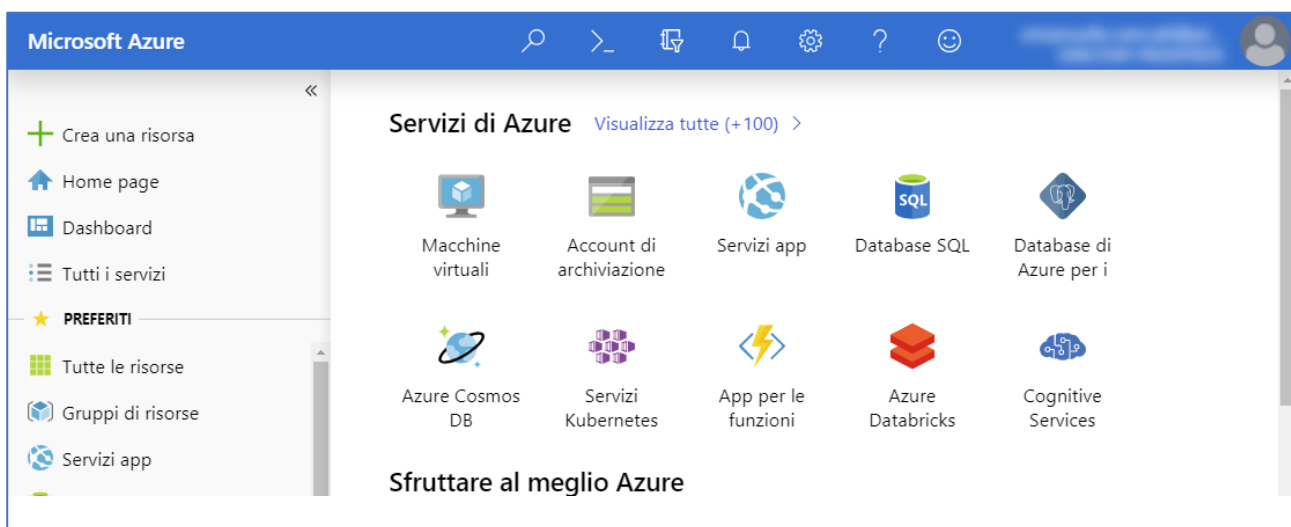 Microsoft Azure
Crea una risorsa
Home page
Dashboard
Tutti i servizi
PREFERITI
Tutte le risorse
Gruppi di risorse
Servizi app
Servizi di Azure Visualizza tutte (+100) >
Macchine
virtuali
Account di
archiviazione
Servizi app
SQL
Database SQL
Database di
Azure per i
Azure Cosmos
DB
Servizi
Kubernetes
App per le
funzioni
Azure
Databricks
Cognitive
Services
Sfruttare al meglio Azure